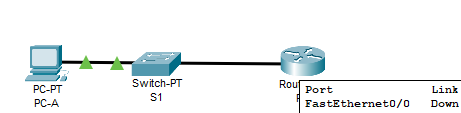 PC-PT
PC-A
Switch-PT
S1
Port Link
FastEthernet0/0 Down